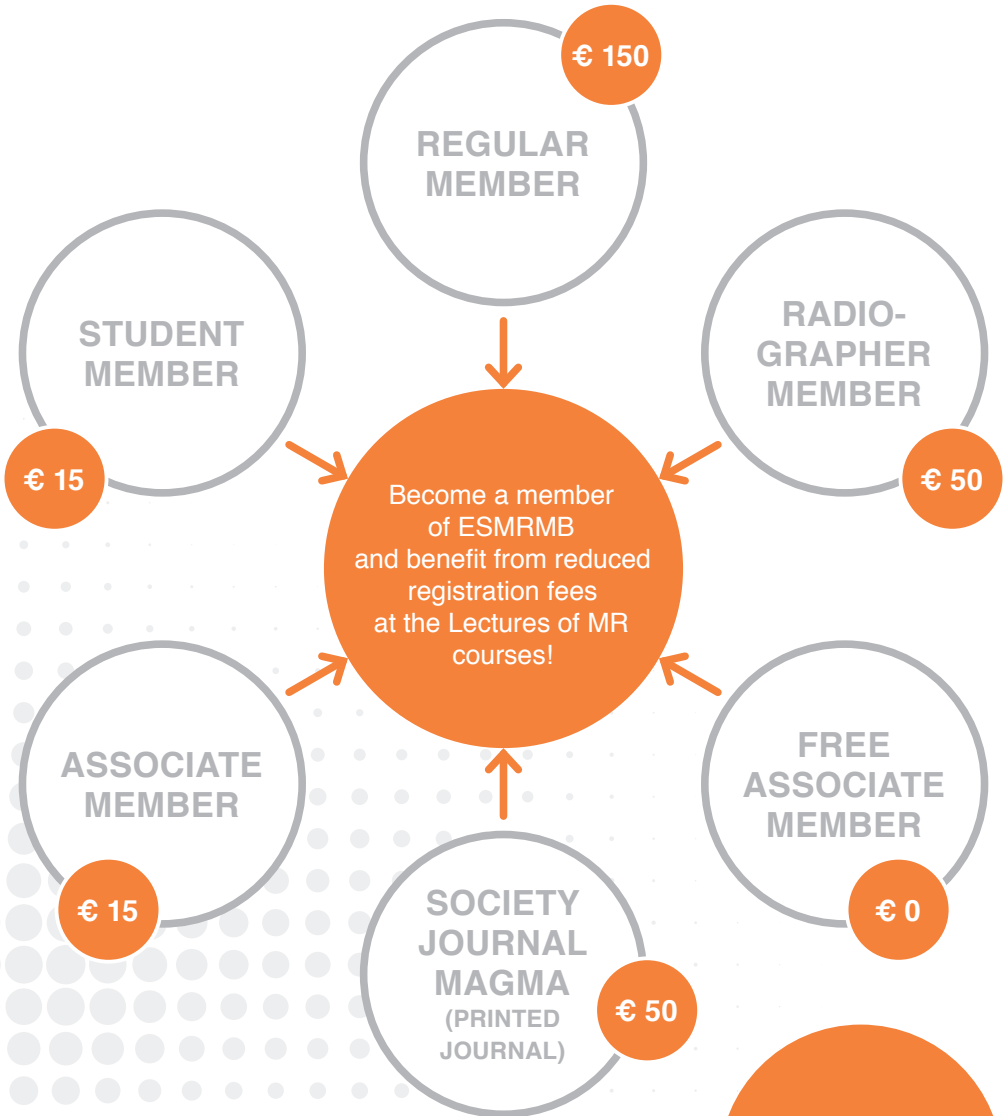 € 150
REGULAR
MEMBER
STUDENT
MEMBER
€ 15
RADIO-
GRAPHER
MEMBER
€ 50
Become a member
of ESMRMB
and benefit from reduced
registration fees
at the Lectures of MR
courses!
ASSOCIATE
MEMBER
€ 15
FREE
ASSOCIATE
MEMBER
€ 0
SOCIETY
JOURNAL
MAGMA
(PRINTED
JOURNAL)
€ 50